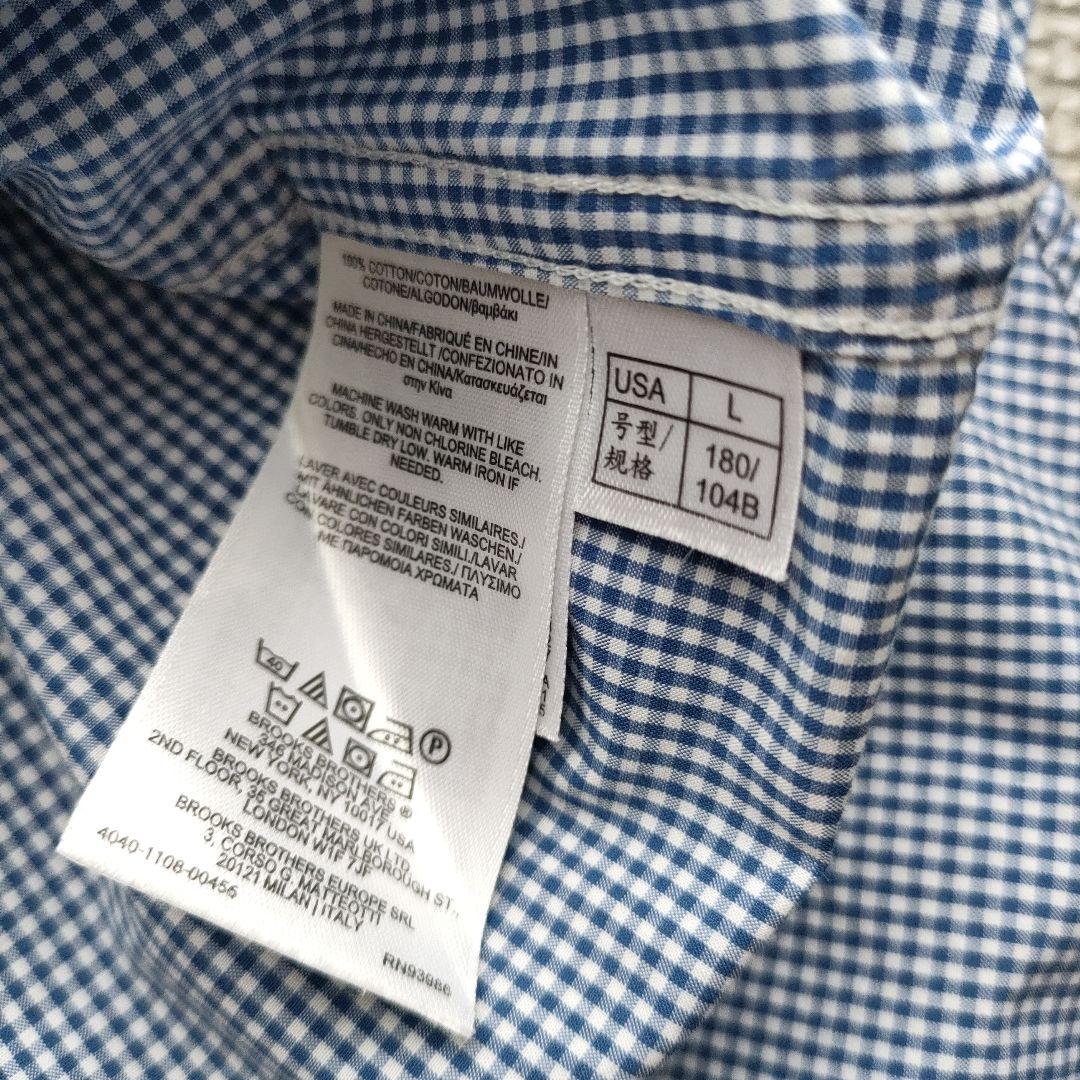 100% COTTON/COTON/BAUMWOLLE/
COTONE/ALGODON/βαμβάκι
MADE IN CHINA/FABRIQUÉ EN CHINE/IN
CHINA HERGESTELLT /CONFEZIONATO IN
CINA/HECHO EN CHINA/Κατασκευάζεται
στην Κίνα
MACHINE WASH WARM WITH LIKE
COLORS. ONLY NON CHLORINE BLEACH.
TUMBLE DRY LOW. WARM IRON IF
NEEDED.
LAVER AVEC COULEURS SIMILAIRES./
MIT ÄHNLICHEN FARBEN WASCHEN./
LAVARE CON COLORI SIMILI./LAVAR
COLORES SIMILARES./ ΠΛΥΣΙΜΟ
ΜΕ ΠΑΡΟΜΟΙΑ ΧΡΩΜΑΤΑ
40
P
BROOKS BROTHERS ®
346 MADISON AVE
NEW YORK, NY 10017 USA
BROOKS BROTHERS UK LTD.
2ND FLOOR, 36 GREAT MARLBOROUGH ST.,
LONDON W1F 7JF
BROOKS BROTHERS EUROPE SRL
3, CORSO G. MATTEOTTI
20121 MILAN | ITALY
4040-1108-00456
RN93986
USA L
号型/ 180/
规格 104B